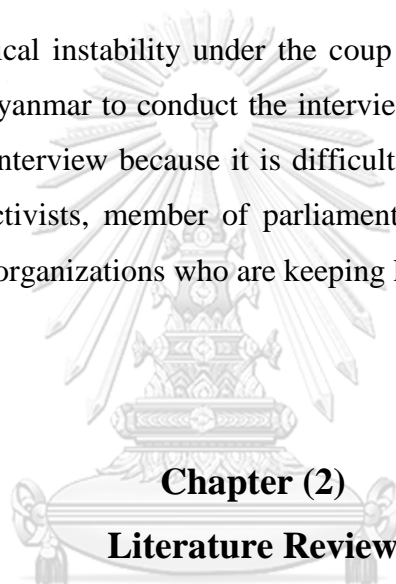 ical instability under the coup
yanmar to conduct the intervie
nterview because it is difficult
ctivists, member of parliament
organizations who are keeping
Chapter (2)
Literature Review